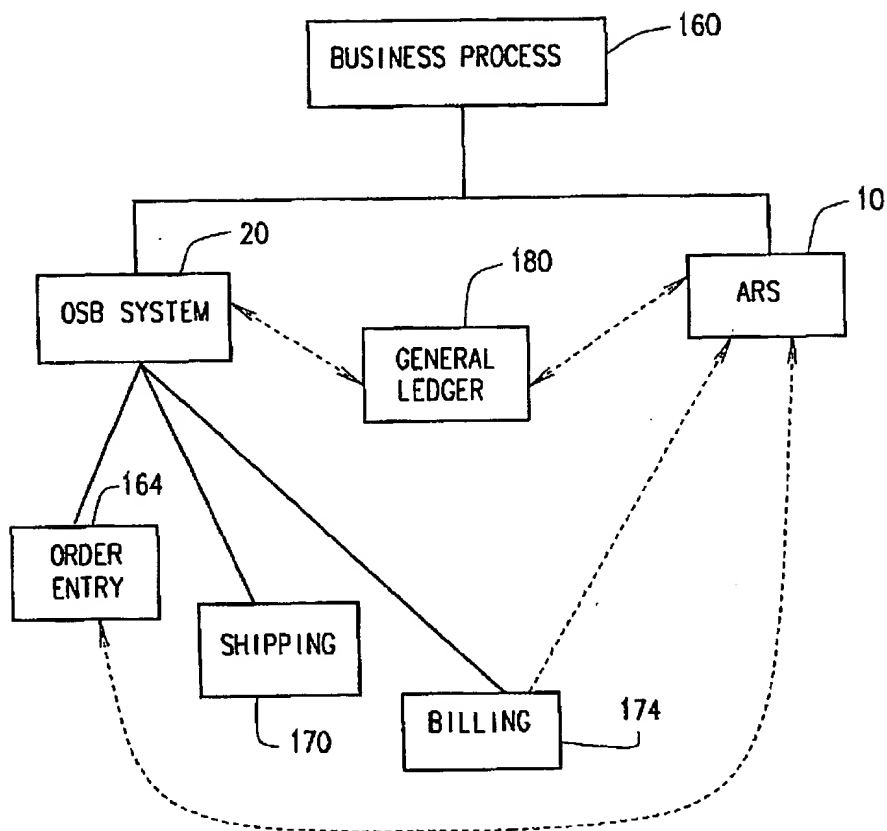 160
BUSINESS PROCESS
10
20
180
OSB SYSTEM
ARS
GENERAL
LEDGER
164
ORDER
ENTRY
SHIPPING
170
BILLING
174